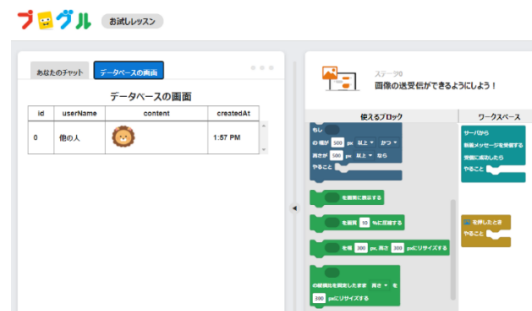 プログル
お試しレッスン
あなたのチャット
データベースの画面
データベースの画面
id userName content createdAt
0 他の人 1:57 PM
ステージ9
画像の送受信ができるようにしよう!
使えるブロック
ワークスペース
もし
の 幅が 500 px 以上 かつ
高さが 500 px 以上 なら
やること
を画面に表示する
を画質 10 %に圧縮する
を幅 300 px, 高さ 300 pxにリサイズする
の縦横比を固定したまま 高さ を
300 pxにリサイズする
サーバから
新着メッセージを受信する
受信に成功したら
やること
を押したとき
やること